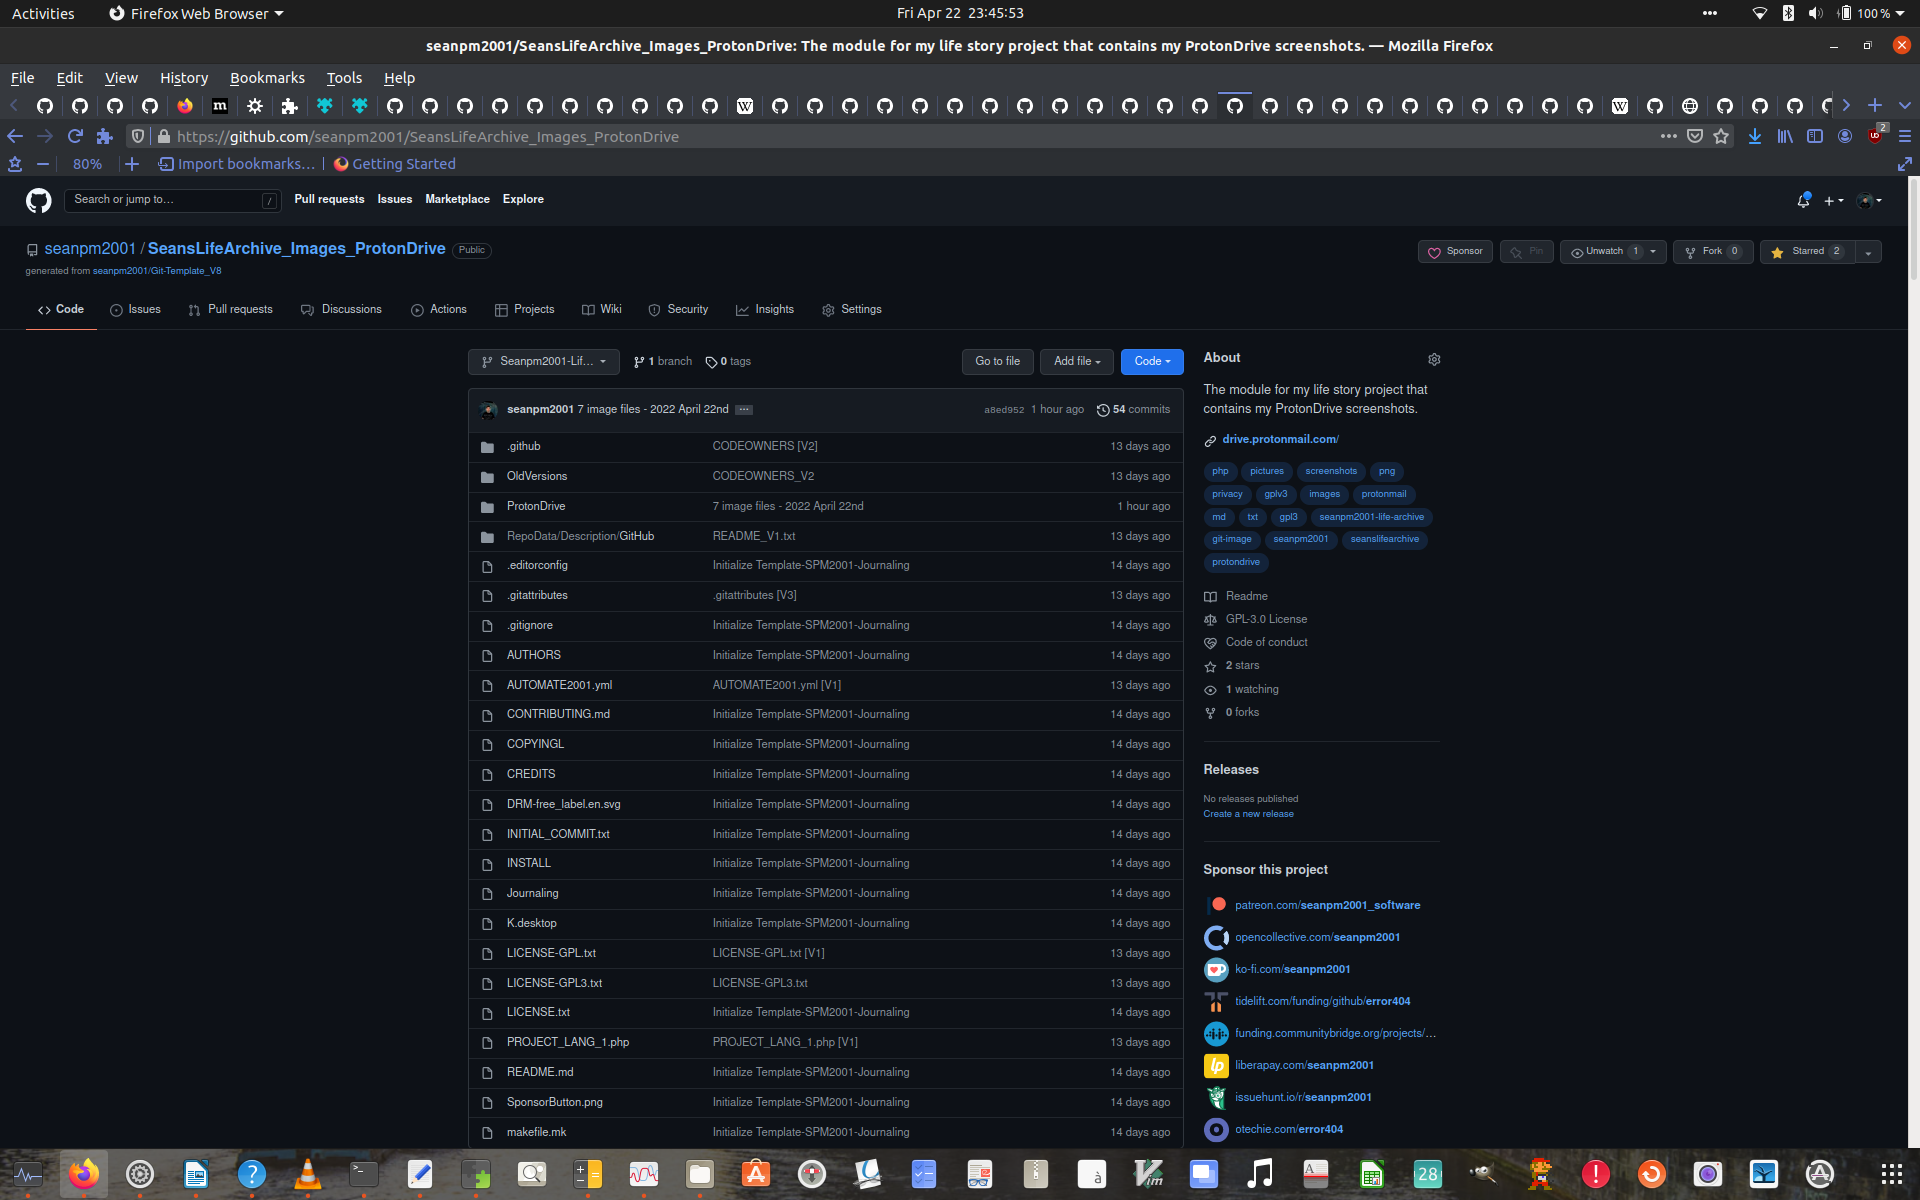 Activities
Firefox Web Browser
Fri Apr 22 23:45:53
100 %
seanpm2001/SeansLifeArchive_Images_ProtonDrive: The module for my life story project that contains my ProtonDrive screenshots. — Mozilla Firefox
File Edit View History Bookmarks Tools Help
https://github.com/seanpm2001/SeansLifeArchive_Images_ProtonDrive
2
80%
Import bookmarks...
Getting Started
Search or jump to...
/
Pull requests Issues Marketplace Explore
seanpm2001 / SeansLifeArchive_Images_ProtonDrive Public
generated from seanpm2001/Git-Template_V8
Sponsor
Pin
Unwatch 1
Fork 0
Starred 2
Code Issues Pull requests Discussions Actions Projects Wiki Security Insights Settings
Seanpm2001-Lif...
1 branch
0 tags
Go to file
Add file
Code
seanpm2001 7 image files - 2022 April 22nd ... a8ed952 1 hour ago 54 commits
.github CODEOWNERS [V2] 13 days ago
OldVersions CODEOWNERS_V2 13 days ago
ProtonDrive 7 image files - 2022 April 22nd 1 hour ago
RepoData/Description/GitHub README_V1.txt 13 days ago
.editorconfig Initialize Template-SPM2001-Journaling 14 days ago
.gitattributes .gitattributes [V3] 13 days ago
.gitignore Initialize Template-SPM2001-Journaling 14 days ago
AUTHORS Initialize Template-SPM2001-Journaling 14 days ago
AUTOMATE2001.yml AUTOMATE2001.yml [V1] 13 days ago
CONTRIBUTING.md Initialize Template-SPM2001-Journaling 14 days ago
COPYINGL Initialize Template-SPM2001-Journaling 14 days ago
CREDITS Initialize Template-SPM2001-Journaling 14 days ago
DRM-free_label.en.svg Initialize Template-SPM2001-Journaling 14 days ago
INITIAL_COMMIT.txt Initialize Template-SPM2001-Journaling 14 days ago
INSTALL Initialize Template-SPM2001-Journaling 14 days ago
Journaling Initialize Template-SPM2001-Journaling 14 days ago
K.desktop Initialize Template-SPM2001-Journaling 14 days ago
LICENSE-GPL.txt LICENSE-GPL.txt [V1] 13 days ago
LICENSE-GPL3.txt LICENSE-GPL3.txt 13 days ago
LICENSE.txt Initialize Template-SPM2001-Journaling 14 days ago
PROJECT_LANG_1.php PROJECT_LANG_1.php [V1] 13 days ago
README.md Initialize Template-SPM2001-Journaling 14 days ago
SponsorButton.png Initialize Template-SPM2001-Journaling 14 days ago
makefile.mk Initialize Template-SPM2001-Journaling 14 days ago
About
The module for my life story project that
contains my ProtonDrive screenshots.
drive.protonmail.com/
php pictures screenshots png
privacy gplv3 images protonmail
md txt gpl3 seanpm2001-life-archive
git-image seanpm2001 seanslifearchive
protondrive
Readme
GPL-3.0 License
Code of conduct
2 stars
1 watching
0 forks
Releases
No releases published
Create a new release
Sponsor this project
patreon.com/seanpm2001_software
opencollective.com/seanpm2001
ko-fi.com/seanpm2001
tidelift.com/funding/github/error404
funding.communitybridge.org/projects/...
liberapay.com/seanpm2001
issuehunt.io/r/seanpm2001
otechie.com/error404
28